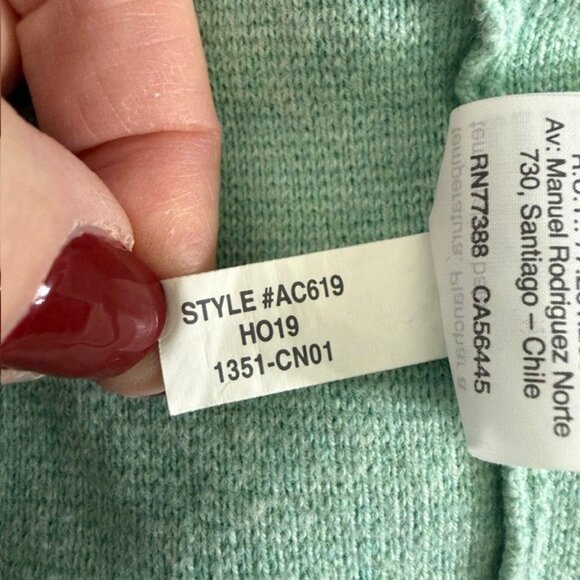 STYLE #AC619
HO19
1351-CN01
RN77388 CA56445
Av: Manuel Rodriguez Norte
730, Santiago – Chile